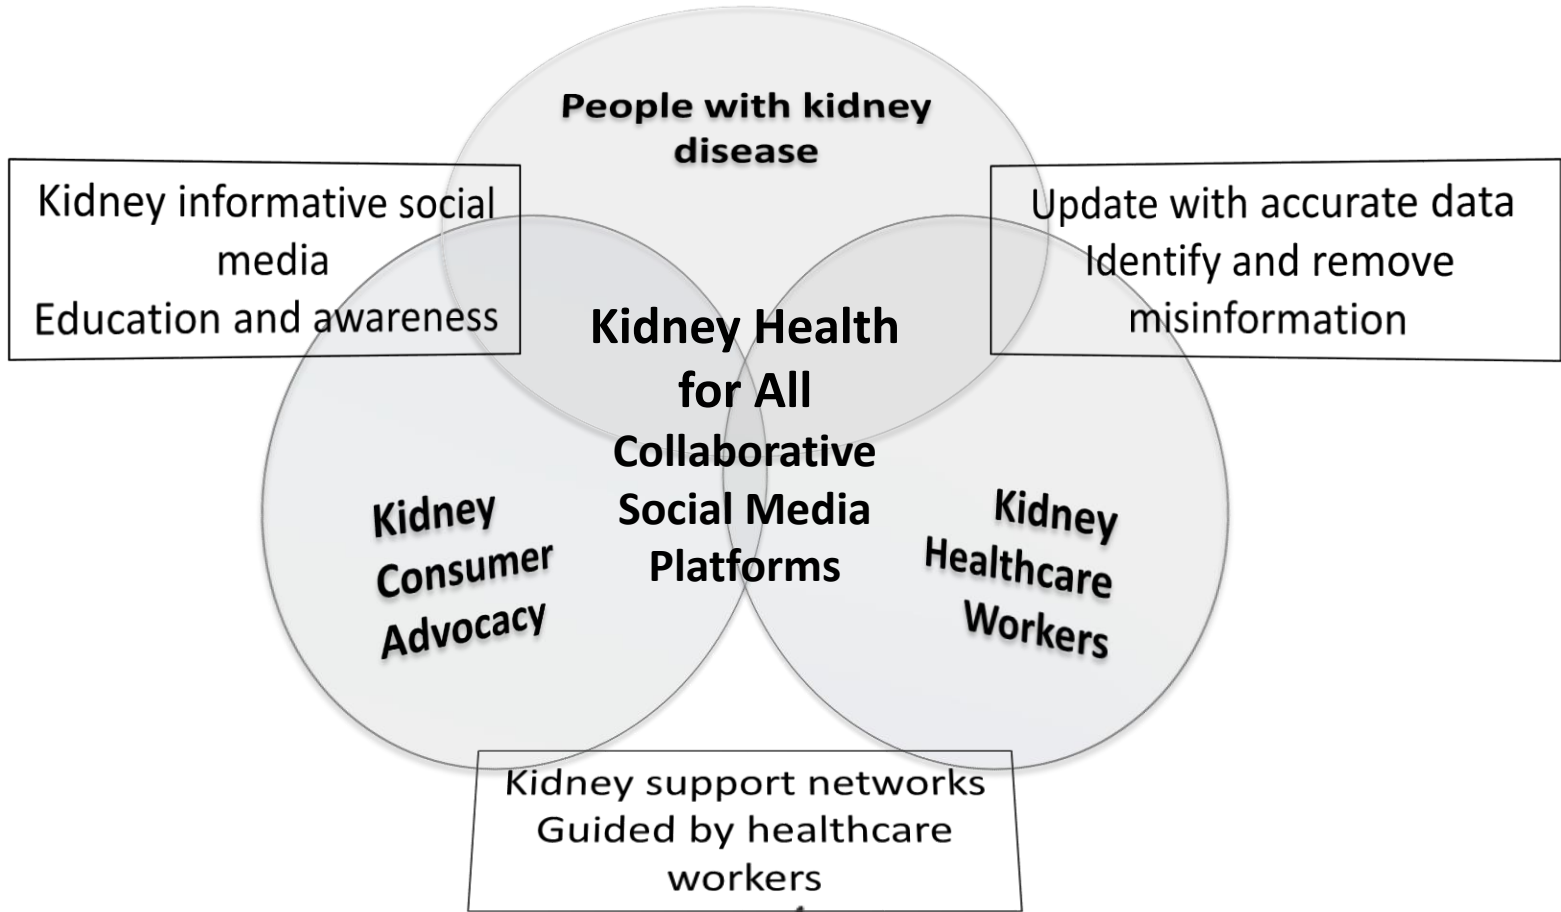 People with kidney
disease
Kidney informative social
media
Education and awareness
Update with accurate data
Identify and remove
misinformation
Kidney Health
for All
Collaborative
Social Media
Platforms
Kidney
Consumer
Advocacy
Kidney
Healthcare
Workers
Kidney support networks
Guided by healthcare
workers